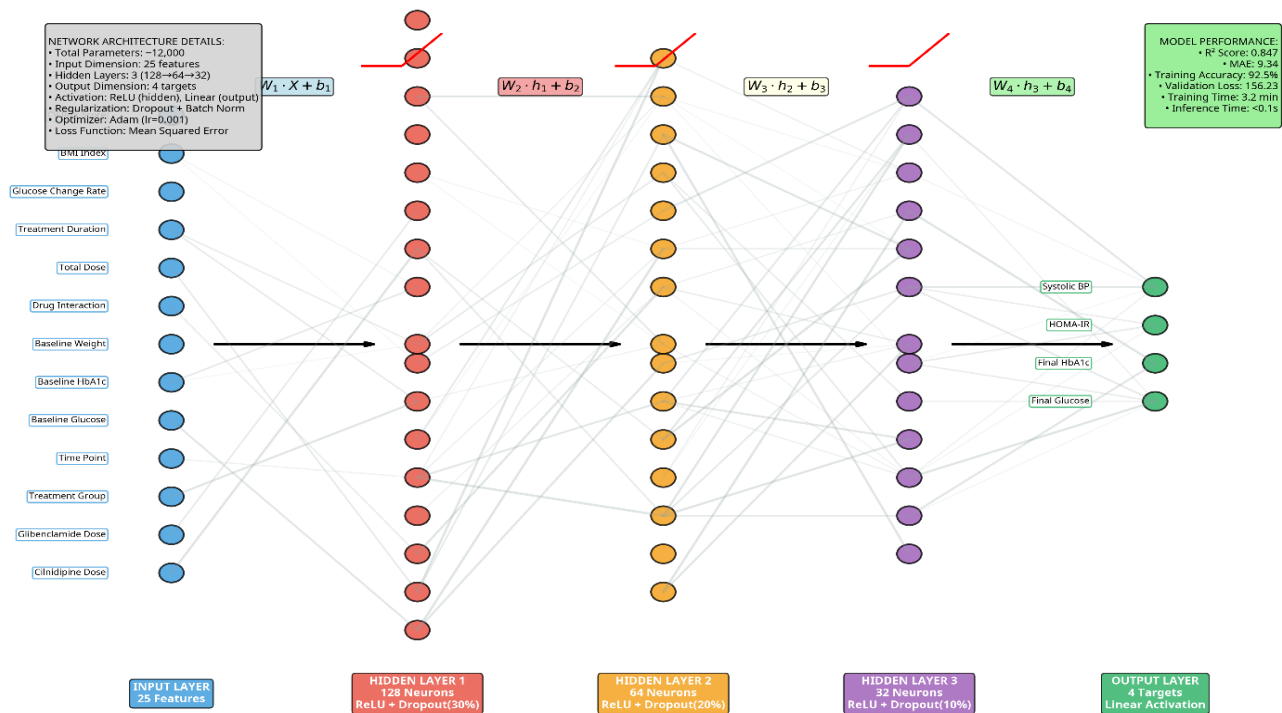 NETWORK ARCHITECTURE DETAILS:
• Total Parameters: ~12,000
• Input Dimension: 25 features
• Hidden Layers: 3 (128→64→32)
• Output Dimension: 4 targets
• Activation: ReLU (hidden), Linear (output)
• Regularization: Dropout + Batch Norm
• Optimizer: Adam (lr=0.001)
• Loss Function: Mean Squared Error
W₁ · X + b₁
W₂ · h₁ + b₂
W₃ · h₂ + b₃
W₄ · h₃ + b₄
MODEL PERFORMANCE:
• R² Score: 0.847
• MAE: 9.34
• Training Accuracy: 92.5%
• Validation Loss: 156.23
• Training Time: 3.2 min
• Inference Time: <0.1s
BMI Index
Glucose Change Rate
Treatment Duration
Total Dose
Drug Interaction
Baseline Weight
Baseline HbA1c
Baseline Glucose
Time Point
Treatment Group
Glibenclamide Dose
Cilnidipine Dose
Systolic BP
HOMA-IR
Final HbA1c
Final Glucose
INPUT LAYER
25 Features
HIDDEN LAYER 1
128 Neurons
ReLU + Dropout(30%)
HIDDEN LAYER 2
64 Neurons
ReLU + Dropout(20%)
HIDDEN LAYER 3
32 Neurons
ReLU + Dropout(10%)
OUTPUT LAYER
4 Targets
Linear Activation